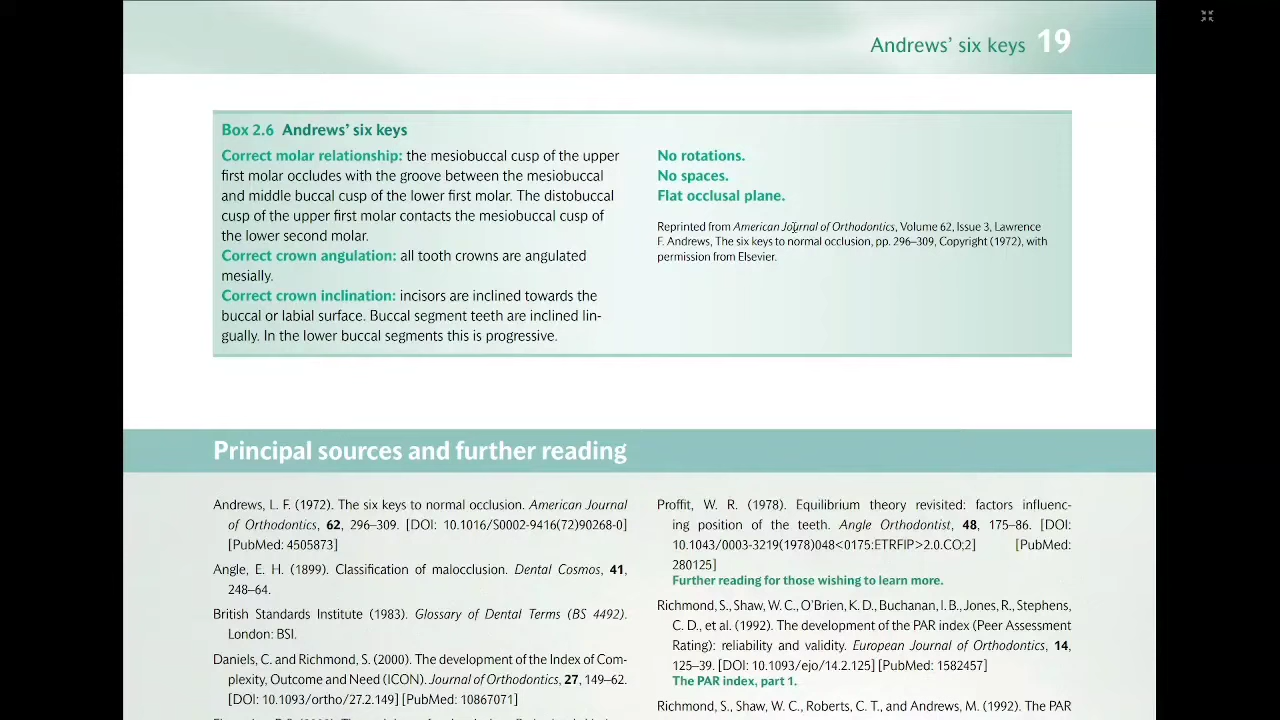 Andrews' six keys 19
Box 2.6 Andrews' six keys
Correct molar relationship: the mesiobuccal cusp of the upper
first molar occludes with the groove between the mesiobuccal
and middle buccal cusp of the lower first molar. The distobuccal
cusp of the upper first molar contacts the mesiobuccal cusp of
the lower second molar.
Correct crown angulation: all tooth crowns are angulated
mesially.
Correct crown inclination: incisors are inclined towards the
buccal or labial surface. Buccal segment teeth are inclined lin-
gually. In the lower buccal segments this is progressive.
No rotations.
No spaces.
Flat occlusal plane.
Reprinted from American Journal of Orthodontics, Volume 62, Issue 3, Lawrence
F. Andrews, The six keys to normal occlusion, pp. 296–309, Copyright (1972), with
permission from Elsevier.
Principal sources and further reading
Andrews, L. F. (1972). The six keys to normal occlusion. American Journal
of Orthodontics, 62, 296–309. [DOI: 10.1016/S0002-9416(72)90268-0]
[PubMed: 4505873]
Angle, E. H. (1899). Classification of malocclusion. Dental Cosmos, 41,
248–64.
British Standards Institute (1983). Glossary of Dental Terms (BS 4492).
London: BSI.
Daniels, C. and Richmond, S. (2000). The development of the Index of Com-
plexity, Outcome and Need (ICON). Journal of Orthodontics, 27, 149–62.
[DOI: 10.1093/ortho/27.2.149] [PubMed: 10867071]
Proffit, W. R. (1978). Equilibrium theory revisited: factors influenc-
ing position of the teeth. Angle Orthodontist, 48, 175–86. [DOI:
10.1043/0003-3219(1978)048<0175:ETRFIP>2.0.CO;2] [PubMed:
280125]
Further reading for those wishing to learn more.
Richmond, S., Shaw, W. C., O'Brien, K. D., Buchanan, I. B., Jones, R., Stephens,
C. D., et al. (1992). The development of the PAR index (Peer Assessment
Rating): reliability and validity. European Journal of Orthodontics, 14,
125–39. [DOI: 10.1093/ejo/14.2.125] [PubMed: 1582457]
The PAR index, part 1.
Richmond, S., Shaw, W. C., Roberts, C. T., and Andrews, M. (1992). The PAR